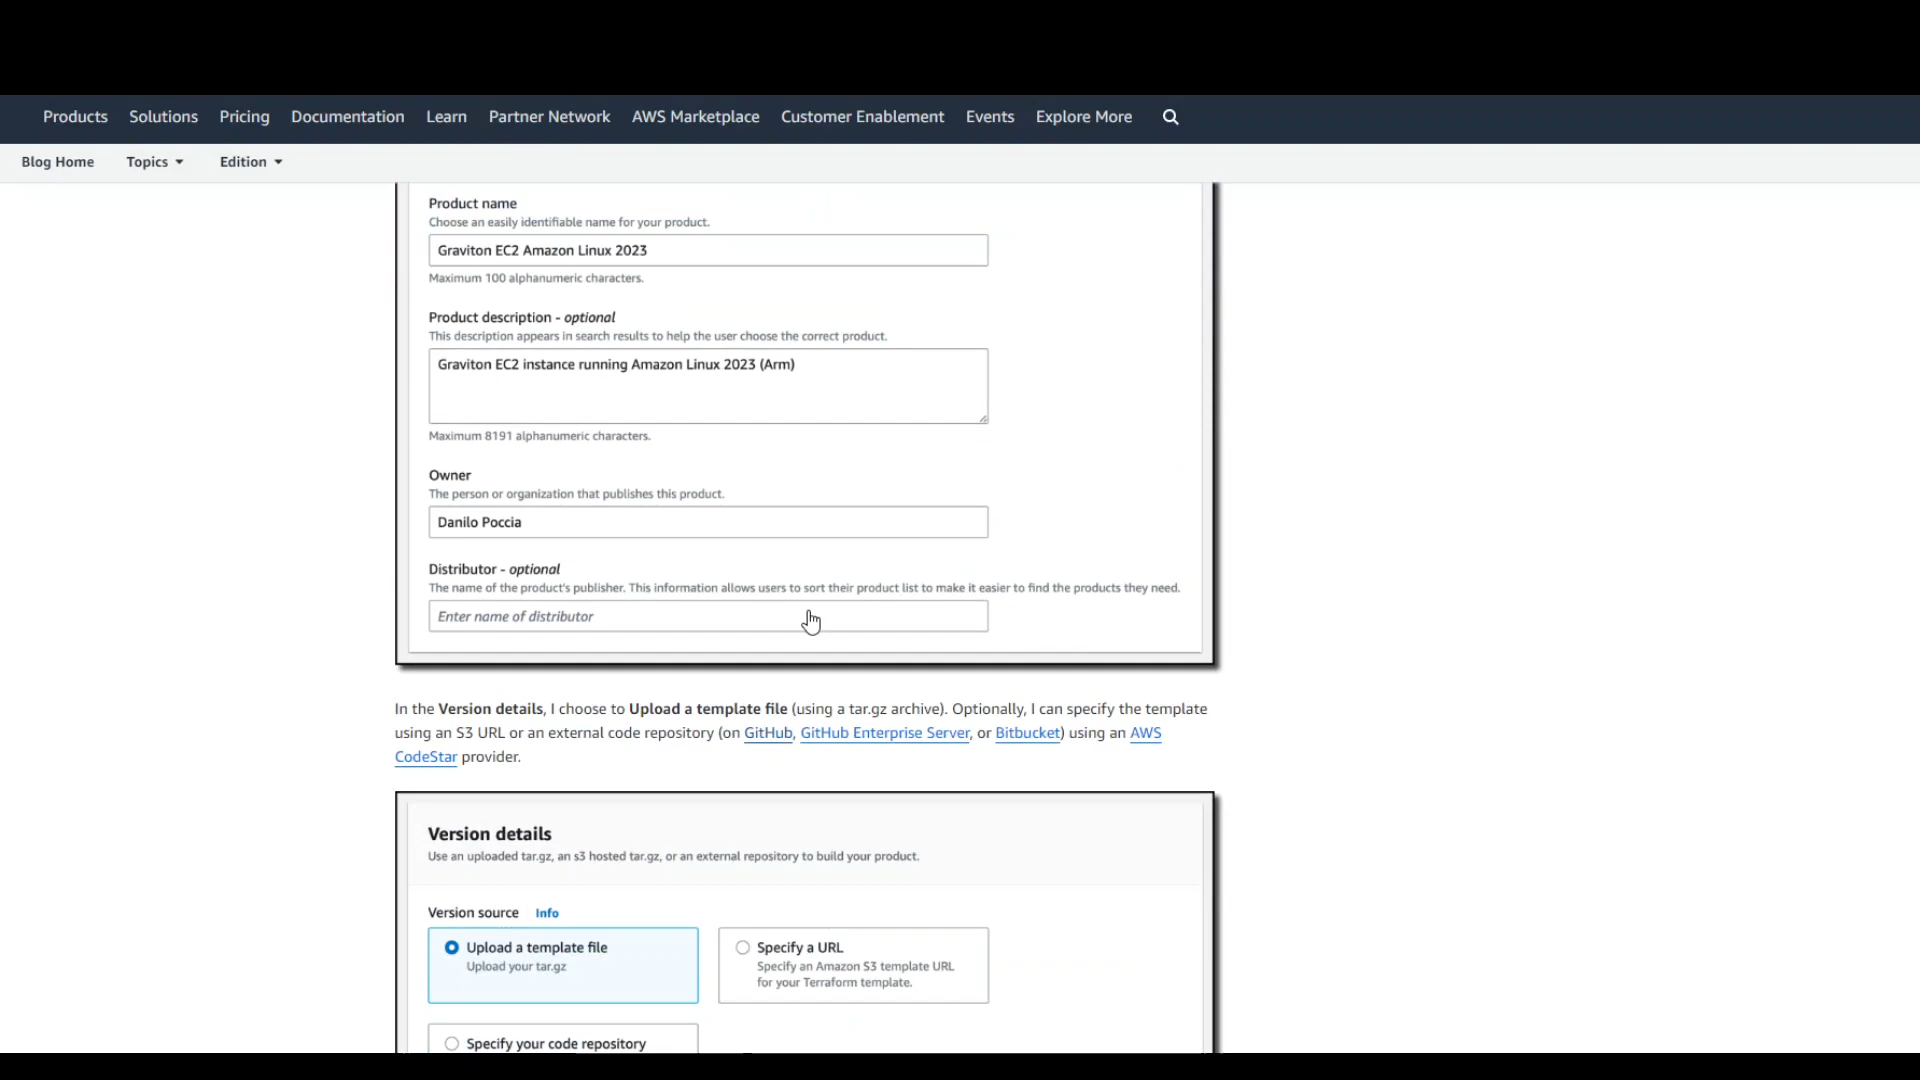 Products Solutions Pricing Documentation Learn Partner Network AWS Marketplace Customer Enablement Events Explore More
Blog Home Topics Edition
Product name
Choose an easily identifiable name for your product.
Graviton EC2 Amazon Linux 2023
Maximum 100 alphanumeric characters.
Product description - optional
This description appears in search results to help the user choose the correct product.
Graviton EC2 instance running Amazon Linux 2023 (Arm)
Maximum 8191 alphanumeric characters.
Owner
The person or organization that publishes this product.
Danilo Poccia
Distributor - optional
The name of the product's publisher. This information allows users to sort their product list to make it easier to find the products they need.
Enter name of distributor
In the Version details, I choose to Upload a template file (using a tar.gz archive). Optionally, I can specify the template
using an S3 URL or an external code repository (on GitHub, GitHub Enterprise Server, or Bitbucket) using an AWS
CodeStar provider.
Version details
Use an uploaded tar.gz, an s3 hosted tar.gz, or an external repository to build your product.
Version source Info
Upload a template file
Upload your tar.gz
Specify a URL
Specify an Amazon S3 template URL
for your Terraform template.
Specify your code repository